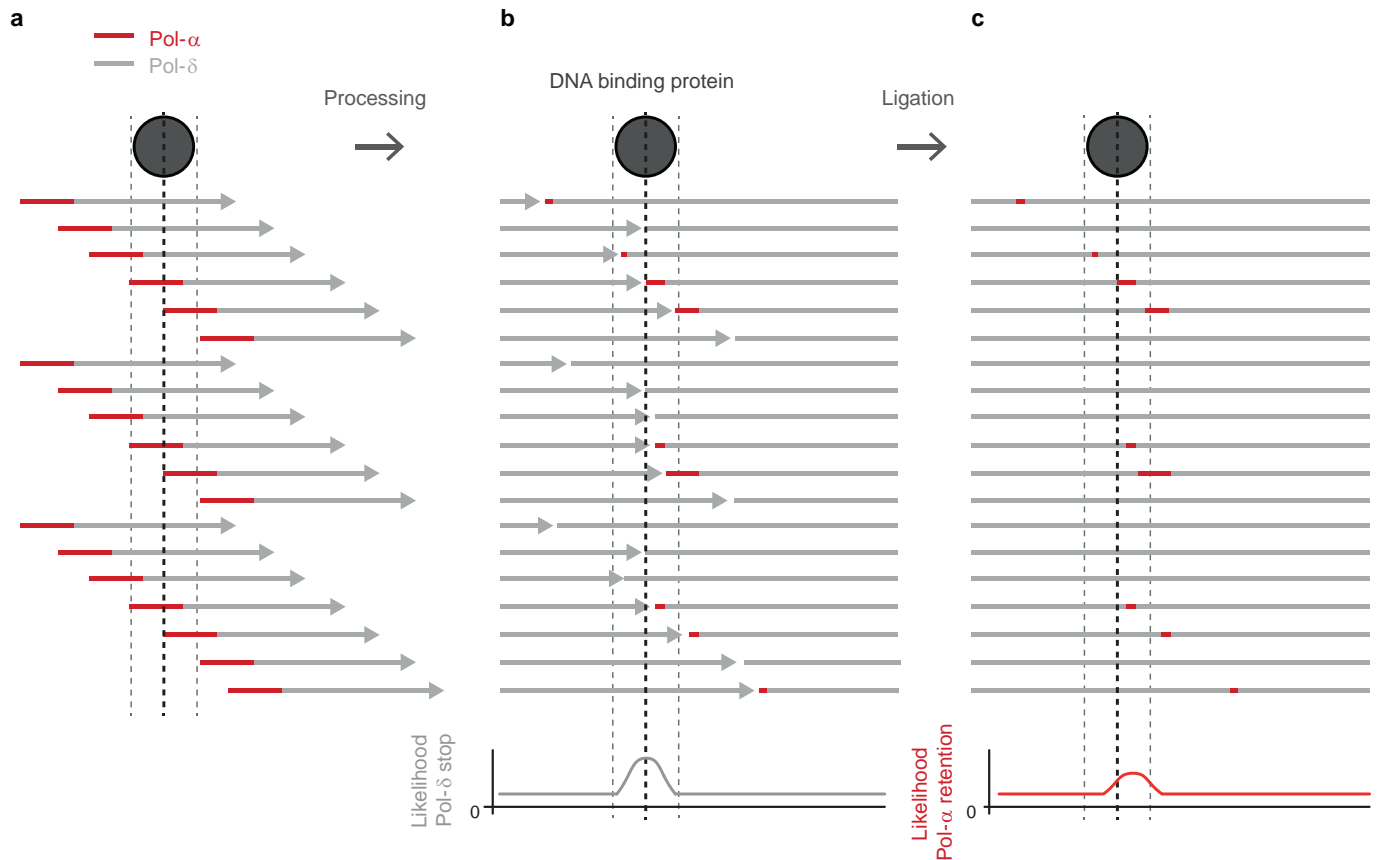 a
b
c
Pol-α
Pol-δ
Processing
DNA binding protein
Ligation
Likelihood
Pol-δ stop
0
Likelihood
Pol-α retention
0